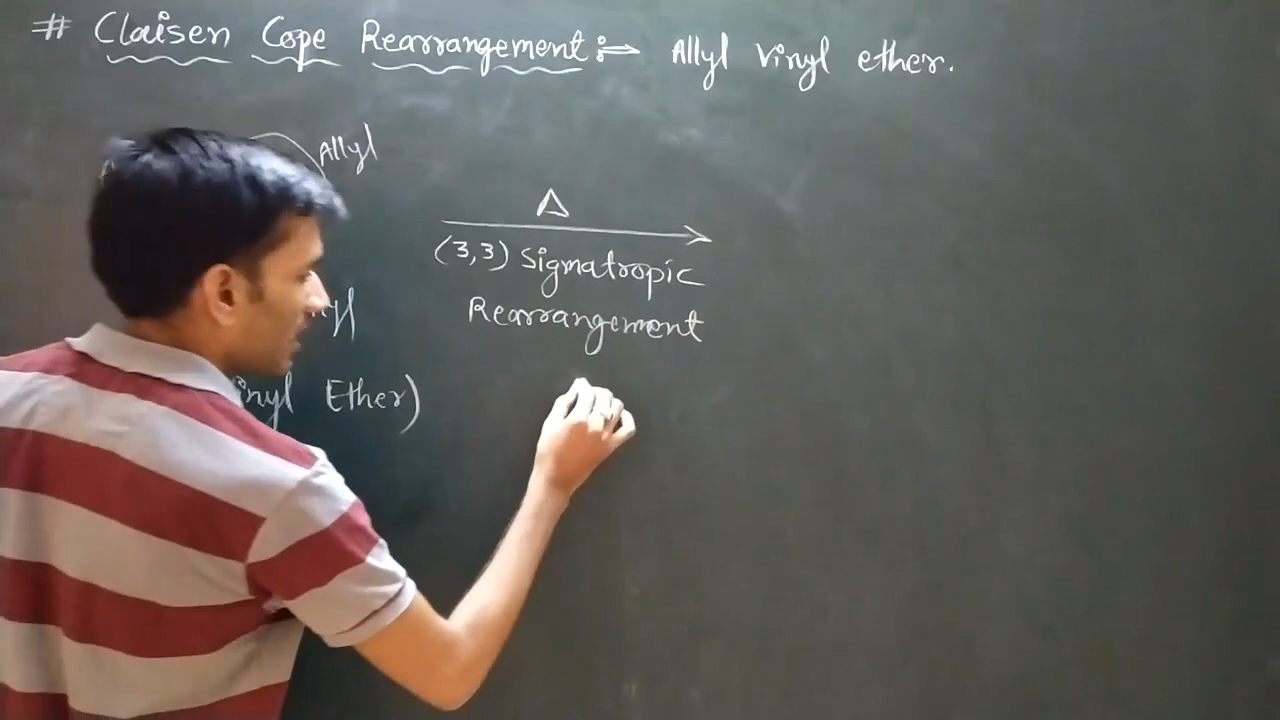 # Claisen Cope Rearrangement :⇒ Allyl Vinyl ether.
Allyl
Δ
(3,3) Sigmatropic
Rearrangement
Ether)